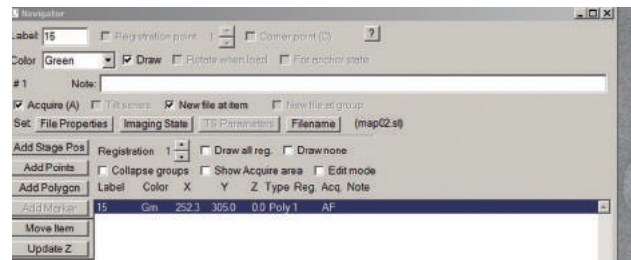 Navigator
Label: 16 Registration point 1 Corner point (C) ?
Color Green Draw Rotate when load For anchor state
# 1 Note:
Acquire (A) Tilt series New file at item New file at group
Set: File Properties Imaging State TS Parameters Filename (map02.st)
Add Stage Pos Registration 1 Draw all reg. Draw none
Add Points Collapse groups Show Acquire area Edit mode
Add Polygon Label Color X Y Z Type Reg. Acq. Note
Add Marker 15 Grn 252.3 305.0 0.0 Poly 1 AF
Move Item
Update Z